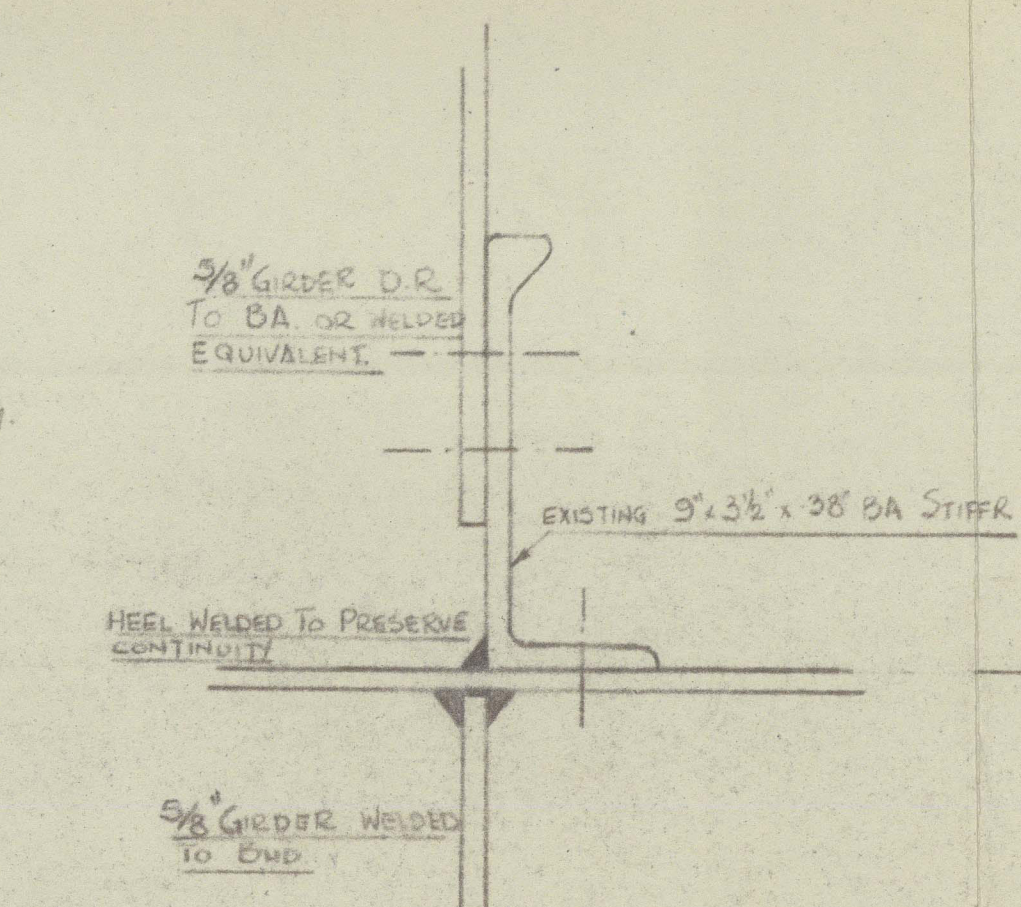 5/8" GIRDER D.R.
TO BA. OR WELDED
EQUIVALENT.
EXISTING 9" x 3½" x 38" BA STIFFR
HEEL WELDED TO PRESERVE
CONTINUITY
5/8" GIRDER WELDED
TO BHD.